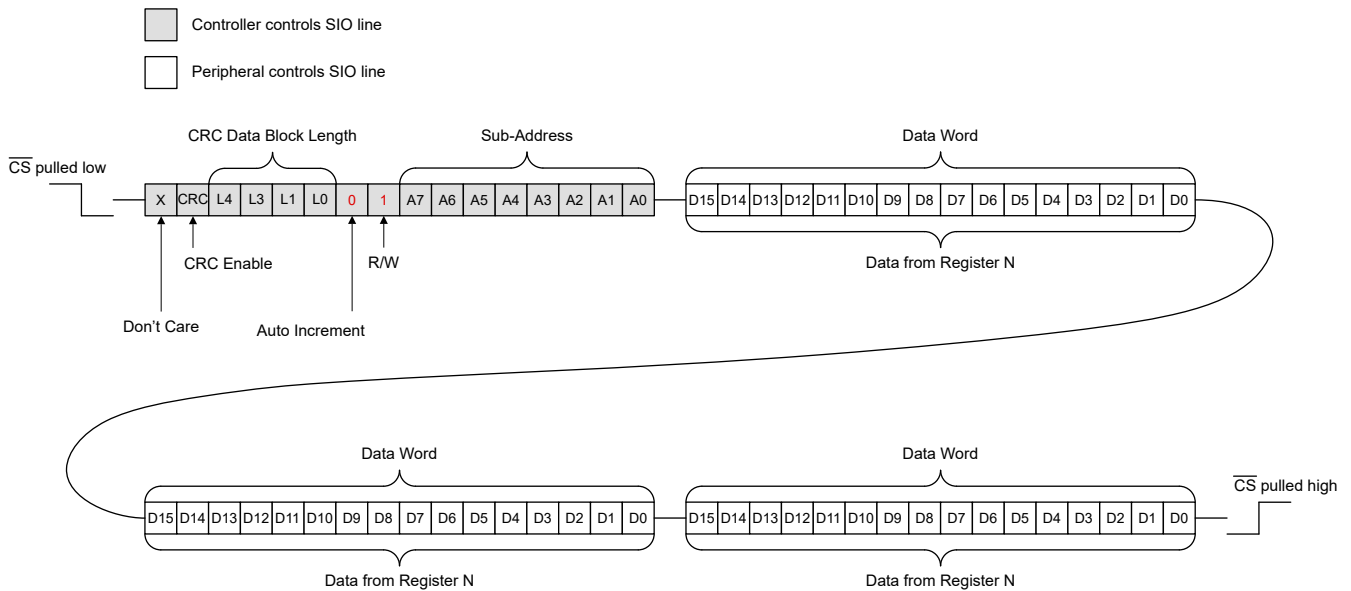 Controller controls SIO line
Peripheral controls SIO line
CRC Data Block Length
Sub-Address
Data Word
CS pulled low
X CRC L4 L3 L1 L0 0 1 A7 A6 A5 A4 A3 A2 A1 A0
D15 D14 D13 D12 D11 D10 D9 D8 D7 D6 D5 D4 D3 D2 D1 D0
CRC Enable
R/W
Data from Register N
Don't Care
Auto Increment
Data Word
Data Word
CS pulled high
D15 D14 D13 D12 D11 D10 D9 D8 D7 D6 D5 D4 D3 D2 D1 D0
D15 D14 D13 D12 D11 D10 D9 D8 D7 D6 D5 D4 D3 D2 D1 D0
Data from Register N
Data from Register N